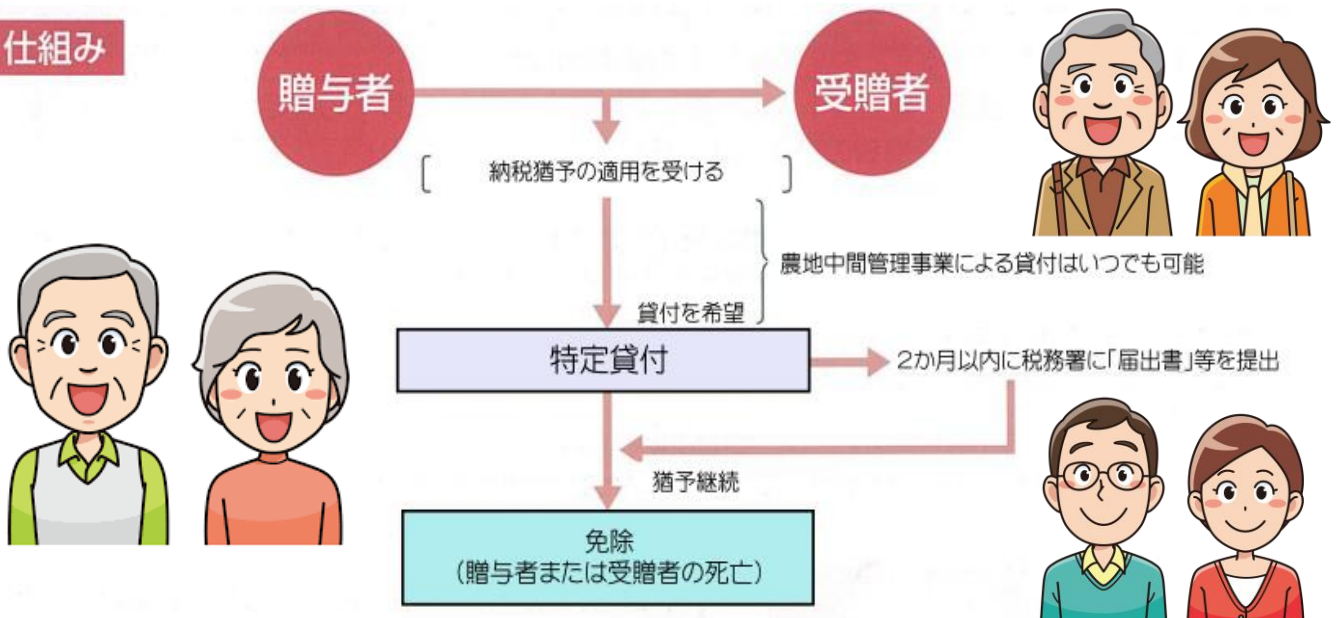 仕組み
贈与者
受贈者
[ 納税猶予の適用を受ける ]
農地中間管理事業による貸付はいつでも可能
貸付を希望
特定貸付
2か月以内に税務署に「届出書」等を提出
猶予継続
免除
（贈与者または受贈者の死亡）